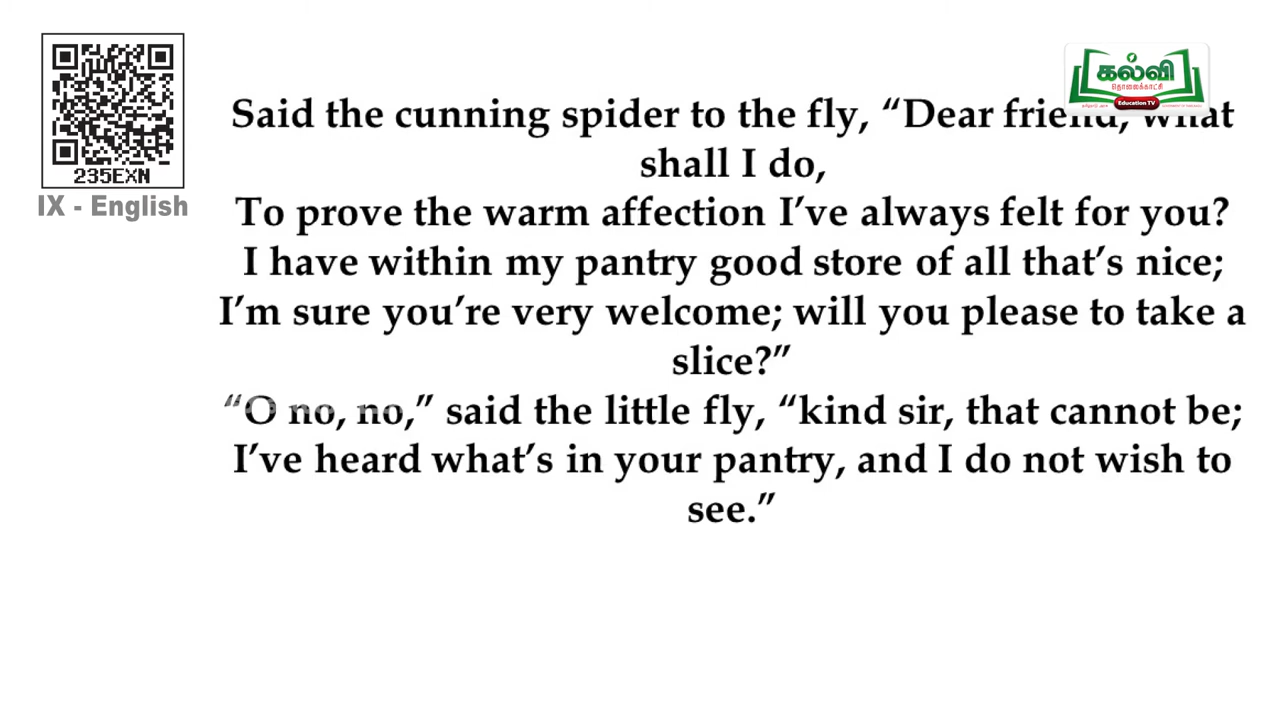 235EXN
IX - English
கல்வி
தொலைக்காட்சி
Education TV
Said the cunning spider to the fly, “Dear friend, what
shall I do,
To prove the warm affection I’ve always felt for you?
I have within my pantry good store of all that’s nice;
I’m sure you’re very welcome; will you please to take a
slice?”
“O no, no,” said the little fly, “kind sir, that cannot be;
I’ve heard what’s in your pantry, and I do not wish to
see.”